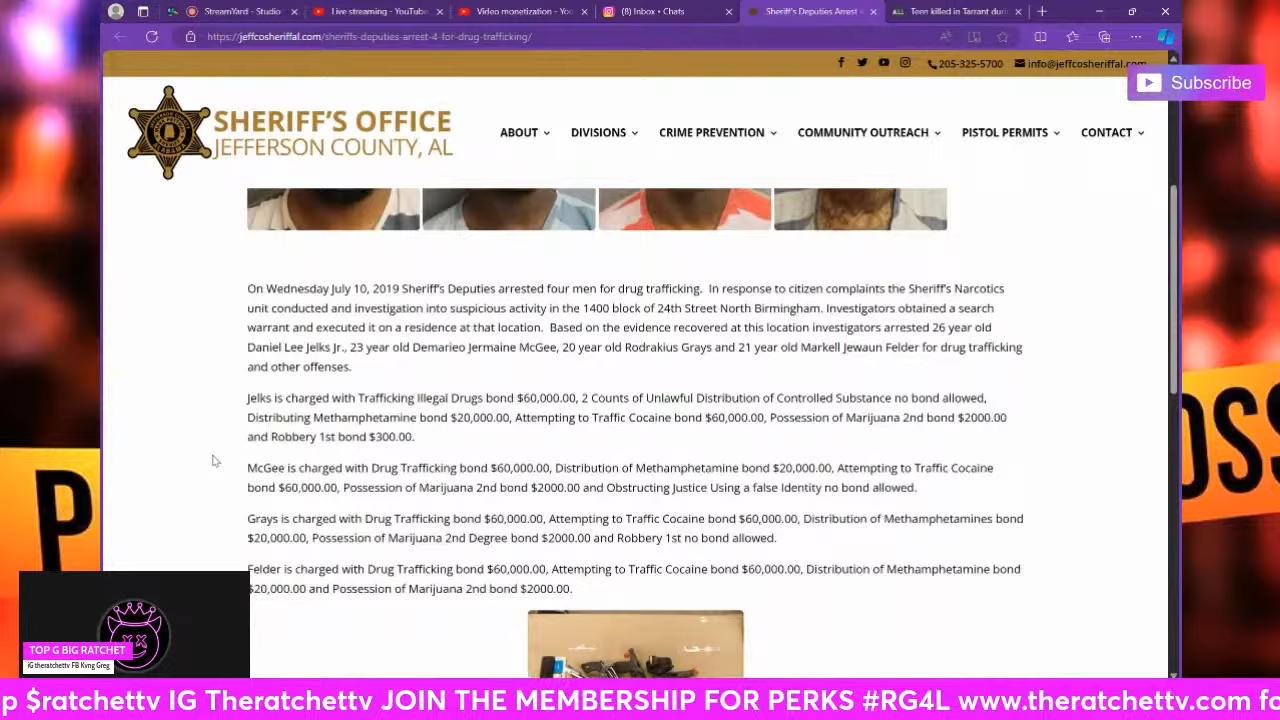 StreamYard - Studio
Live streaming - YouTube
Video monetization - You
(8) Inbox • Chats
Sheriff's Deputies Arrest 4
Teen killed in Tarrant duri
https://jeffcosheriffal.com/sheriffs-deputies-arrest-4-for-drug-trafficking/
205-325-5700 info@jeffcosheriffal.com
Subscribe
SHERIFF'S OFFICE
JEFFERSON COUNTY, AL
ABOUT DIVISIONS CRIME PREVENTION COMMUNITY OUTREACH PISTOL PERMITS CONTACT
On Wednesday July 10, 2019 Sheriff's Deputies arrested four men for drug trafficking. In response to citizen complaints the Sheriff's Narcotics
unit conducted and investigation into suspicious activity in the 1400 block of 24th Street North Birmingham. Investigators obtained a search
warrant and executed it on a residence at that location. Based on the evidence recovered at this location investigators arrested 26 year old
Daniel Lee Jelks Jr., 23 year old Demarieo Jermaine McGee, 20 year old Rodrakius Grays and 21 year old Markell Jewaun Felder for drug trafficking
and other offenses.
Jelks is charged with Trafficking Illegal Drugs bond $60,000.00, 2 Counts of Unlawful Distribution of Controlled Substance no bond allowed,
Distributing Methamphetamine bond $20,000.00, Attempting to Traffic Cocaine bond $60,000.00, Possession of Marijuana 2nd bond $2000.00
and Robbery 1st bond $300.00.
McGee is charged with Drug Trafficking bond $60,000.00, Distribution of Methamphetamine bond $20,000.00, Attempting to Traffic Cocaine
bond $60,000.00, Possession of Marijuana 2nd bond $2000.00 and Obstructing Justice Using a false Identity no bond allowed.
Grays is charged with Drug Trafficking bond $60,000.00, Attempting to Traffic Cocaine bond $60,000.00, Distribution of Methamphetamines bond
$20,000.00, Possession of Marijuana 2nd Degree bond $2000.00 and Robbery 1st no bond allowed.
Felder is charged with Drug Trafficking bond $60,000.00, Attempting to Traffic Cocaine bond $60,000.00, Distribution of Methamphetamine bond
$20,000.00 and Possession of Marijuana 2nd bond $2000.00.
P
OSS
TOP G BIG RATCHET
iG theratchettv FB Kvng Greg
p $ratchettv IG Theratchettv JOIN THE MEMBERSHIP FOR PERKS #RG4L www.theratchettv.com fo